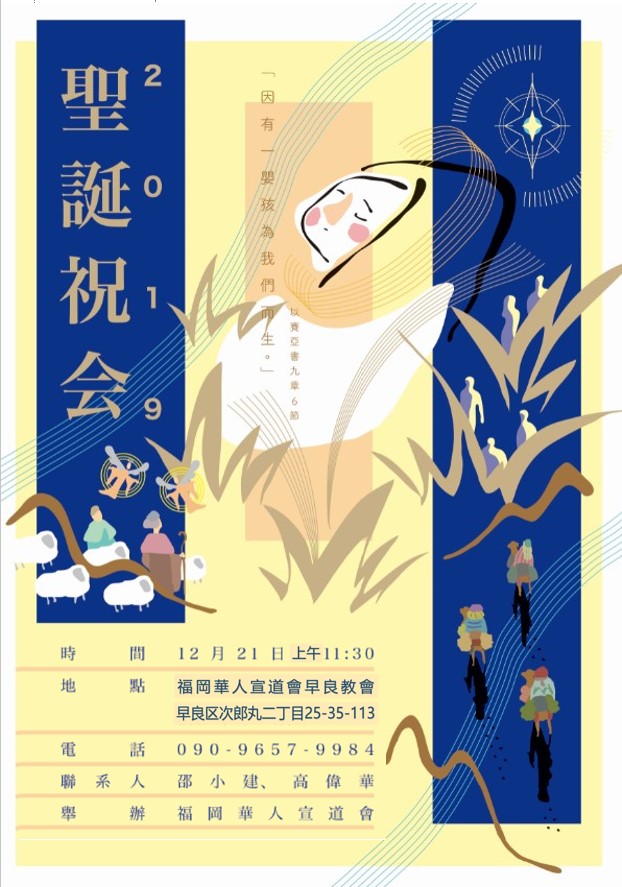 聖誕祝会
2019
「因有一嬰孩為我們而生。」
以賽亞書九章6節
時間 12月21日上午11:30
地點 福岡華人宣道會早良教會
早良区次郎丸二丁目25-35-113
電話 090-9657-9984
聯系人 邵小建、高偉華
舉辦 福岡華人宣道會